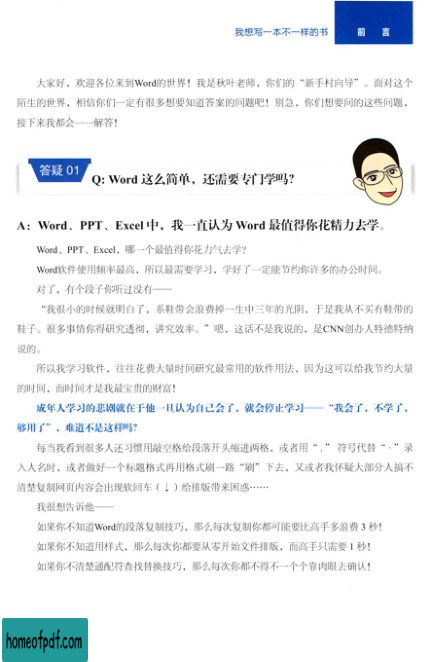 我想写一本不一样的书
前 言
大家好，欢迎各位来到Word的世界！我是秋叶老师，你们的“新手村向导”。面对这个
陌生的世界，相信你们一定有很多想要知道答案的问题吧！别急，你们想要问的这些问题，
接下来我都会一一解答！
答疑 01
Q: Word 这么简单，还需要专门学吗？
A：Word、PPT、Excel 中，我一直认为 Word 最值得你花精力去学。
Word、PPT、Excel，哪一个最值得你花力气去学？
Word软件使用频率最高，所以最需要学习，学好了一定能节约你许多的办公时间。
对了，有个段子你听过没有——
“我很小的时候就明白了，系鞋带会浪费掉一生中三年的光阴，于是我从不买有鞋带的
鞋子。很多事情你得研究透彻，讲究效率。”嗯，这话不是我说的，是CNN创办人特德特纳
说的。
所以我学习软件，往往花费大量时间研究最常用的软件用法，因为这可以给我节约大量
的时间，而时间才是我最宝贵的财富！
成年人学习的悲剧就在于他一旦认为自己会了，就会停止学习——“我会了，不学了，
够用了”，难道不是这样吗？
每当我看到很多人还习惯用敲空格给段落开头缩进两格，或者用“.”符号代替“·”录
入人名时，或者做好一个标题格式再用格式刷一路“刷”下去，又或者我怀疑大部分人搞不
清楚复制网页内容会出现软回车（↓）给排版带来困惑……
我很想告诉他——
如果你不知道Word的段落复制技巧，那么每次复制你都可能要比高手多浪费 3 秒！
如果你不知道用样式，那么每次你都要从零开始文件排版，而高手只需要 1 秒！
如果你不清楚通配符查找替换技巧，那么每次你都不得不一个个靠肉眼去确认！
homeofpdf.com